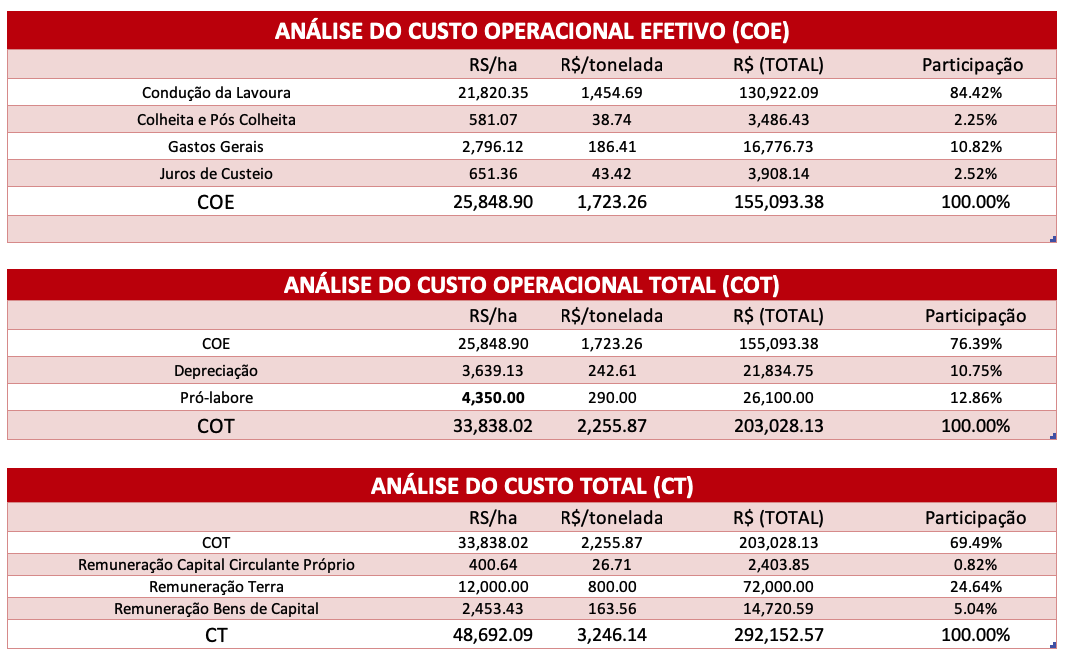 ANÁLISE DO CUSTO OPERACIONAL EFETIVO (COE)
RS/ha R$/tonelada R$ (TOTAL) Participação
Condução da Lavoura 21,820.35 1,454.69 130,922.09 84.42%
Colheita e Pós Colheita 581.07 38.74 3,486.43 2.25%
Gastos Gerais 2,796.12 186.41 16,776.73 10.82%
Juros de Custeio 651.36 43.42 3,908.14 2.52%
COE 25,848.90 1,723.26 155,093.38 100.00%
ANÁLISE DO CUSTO OPERACIONAL TOTAL (COT)
RS/ha R$/tonelada R$ (TOTAL) Participação
COE 25,848.90 1,723.26 155,093.38 76.39%
Depreciação 3,639.13 242.61 21,834.75 10.75%
Pró-labore 4,350.00 290.00 26,100.00 12.86%
COT 33,838.02 2,255.87 203,028.13 100.00%
ANÁLISE DO CUSTO TOTAL (CT)
RS/ha R$/tonelada R$ (TOTAL) Participação
COT 33,838.02 2,255.87 203,028.13 69.49%
Remuneração Capital Circulante Próprio 400.64 26.71 2,403.85 0.82%
Remuneração Terra 12,000.00 800.00 72,000.00 24.64%
Remuneração Bens de Capital 2,453.43 163.56 14,720.59 5.04%
CT 48,692.09 3,246.14 292,152.57 100.00%